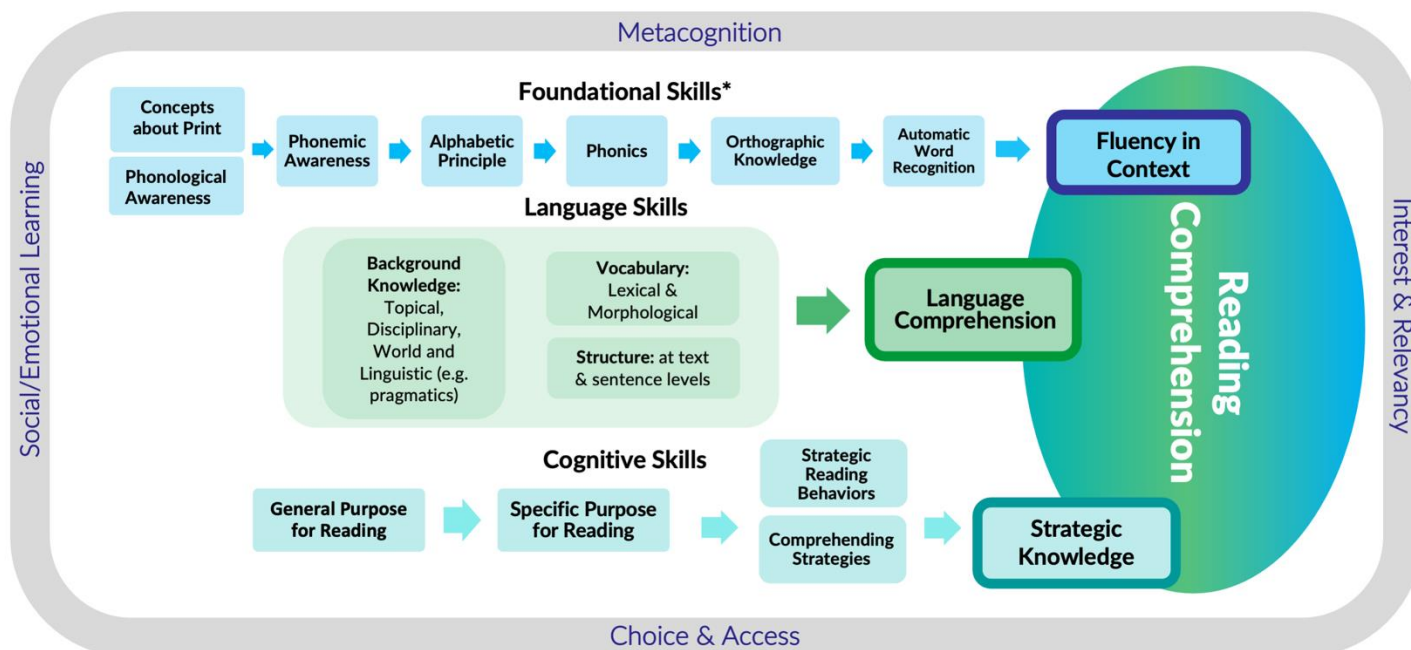 Metacognition
Foundational Skills*
Concepts
about Print
Phonological
Awareness
Phonemic
Awareness
Alphabetic
Principle
Phonics
Orthographic
Knowledge
Automatic
Word
Recognition
Fluency in
Context
Language Skills
Background
Knowledge:
Topical,
Disciplinary,
World and
Linguistic (e.g.
pragmatics)
Vocabulary:
Lexical &
Morphological
Structure: at text
& sentence levels
Language
Comprehension
Cognitive Skills
General Purpose
for Reading
Specific Purpose
for Reading
Strategic
Reading
Behaviors
Comprehending
Strategies
Strategic
Knowledge
Reading
Comprehension
Social/Emotional Learning
Interest & Relevancy
Choice & Access